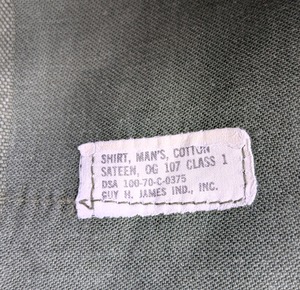 SHIRT, MAN'S, COTTON
SATEEN, OG 107 CLASS 1
DSA 100-70-C-0375
GUY H. JAMES IND., INC.